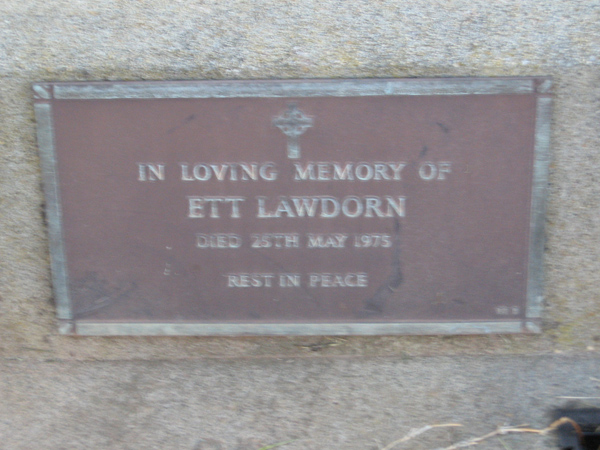 IN LOVING MEMORY OF
ETT LAWDORN
DIED 25TH MAY 1975
REST IN PEACE